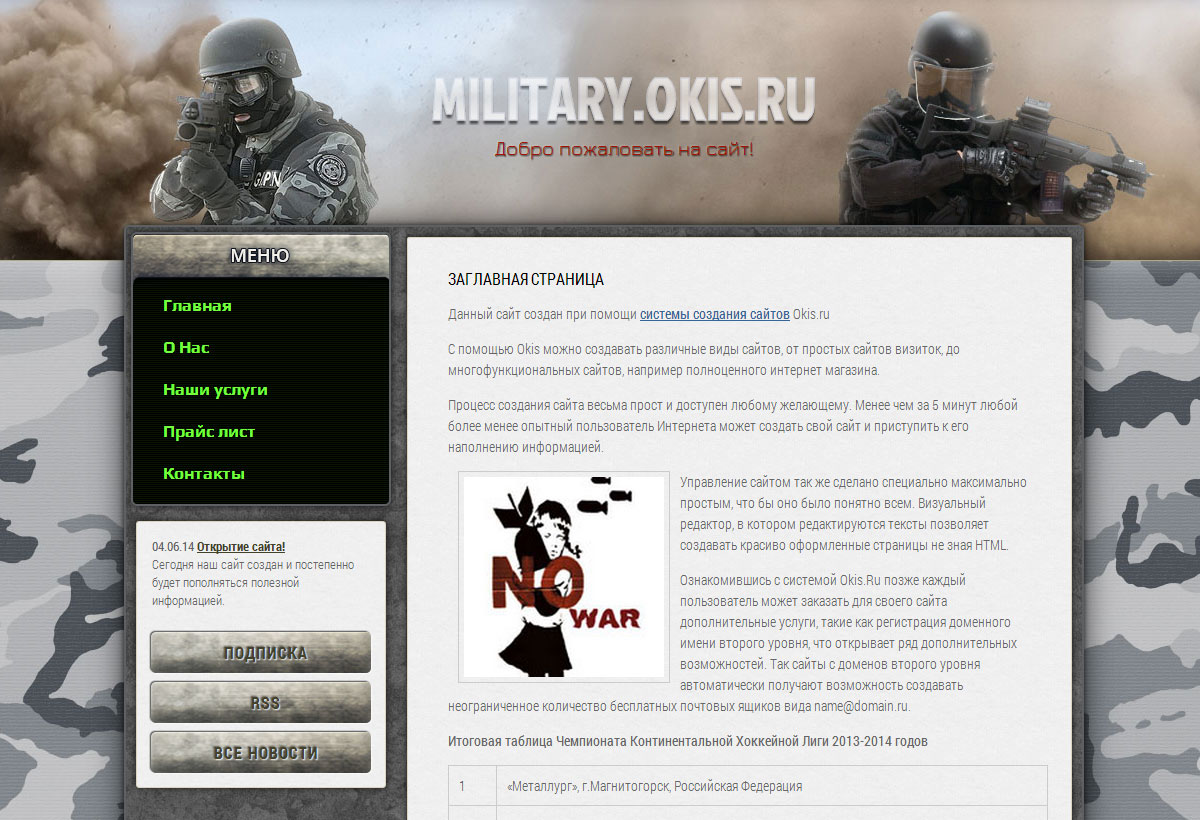 MILITARY.OKIS.RU
Добро пожаловать на сайт!
GIPN
МЕНЮ
Главная
О Нас
Наши услуги
Прайс лист
Контакты
04.06.14 Открытие сайта!
Сегодня наш сайт создан и постепенно
будет пополняться полезной
информацией.
ПОДПИСКА
RSS
ВСЕ НОВОСТИ
ЗАГЛАВНАЯ СТРАНИЦА
Данный сайт создан при помощи системы создания сайтов Okis.ru
С помощью Okis можно создавать различные виды сайтов, от простых сайтов визиток, до
многофункциональных сайтов, например полноценного интернет магазина.
Процесс создания сайта весьма прост и доступен любому желающему. Менее чем за 5 минут любой
более менее опытный пользователь Интернета может создать свой сайт и приступить к его
наполнению информацией.
NO
WAR
Управление сайтом так же сделано специально максимально
простым, что бы оно было понятно всем. Визуальный
редактор, в котором редактируются тексты позволяет
создавать красиво оформленные страницы не зная HTML.
Ознакомившись с системой Okis.Ru позже каждый
пользователь может заказать для своего сайта
дополнительные услуги, такие как регистрация доменного
имени второго уровня, что открывает ряд дополнительных
возможностей. Так сайты с доменов второго уровня
автоматически получают возможность создавать
неограниченное количество бесплатных почтовых ящиков вида name@domain.ru.
Итоговая таблица Чемпионата Континентальной Хоккейной Лиги 2013-2014 годов
1 «Металлург», г.Магнитогорск, Российская Федерация